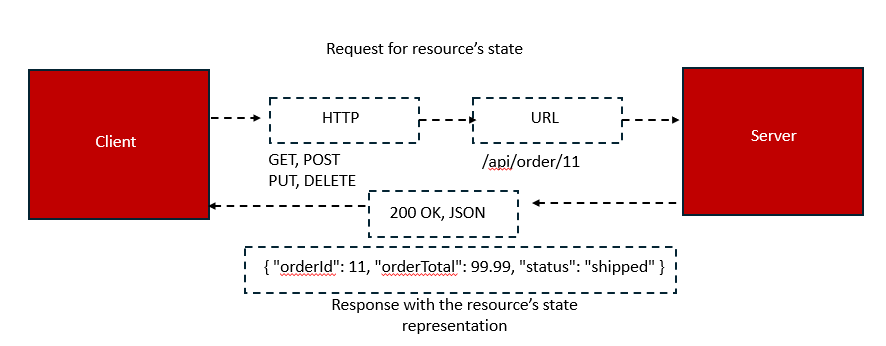 Request for resource's state
Client
HTTP
URL
Server
GET, POST
PUT, DELETE
/api/order/11
200 OK, JSON
{ "orderId": 11, "orderTotal": 99.99, "status": "shipped" }
Response with the resource's state
representation